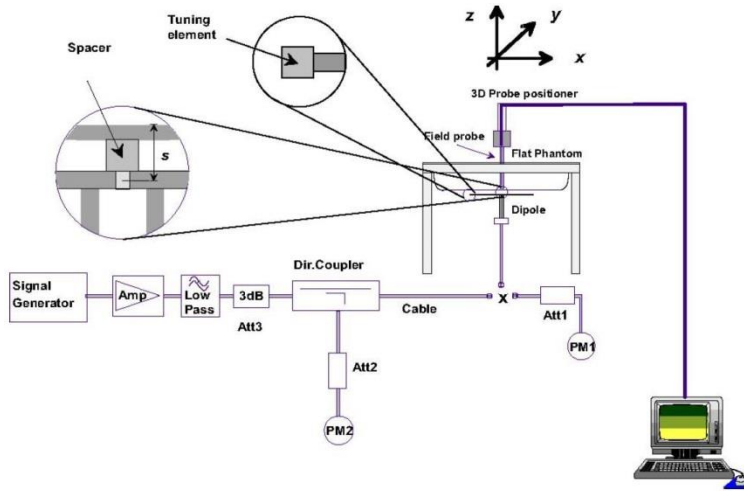 Tuning
element
Spacer
s
z
y
x
3D Probe positioner
Field probe
Flat Phantom
Dipole
Signal
Generator
Amp
Low
Pass
3dB
Att3
Dir.Coupler
Cable
x
Att1
PM1
Att2
PM2